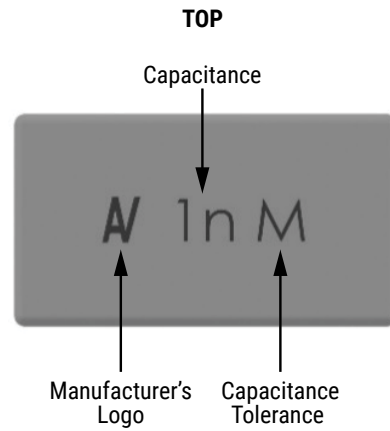 TOP
Capacitance
AV 1n M
Manufacturer's Capacitance
Logo Tolerance